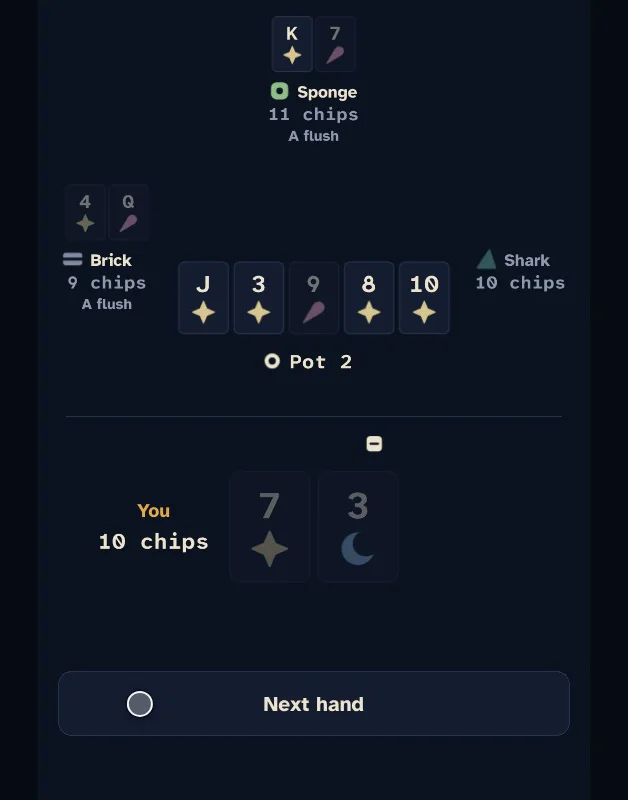 K 7
Sponge
11 chips
A flush
4 Q
Brick
9 chips
A flush
J 3 9 8 10
Shark
10 chips
Pot 2
You
10 chips
7 3
Next hand